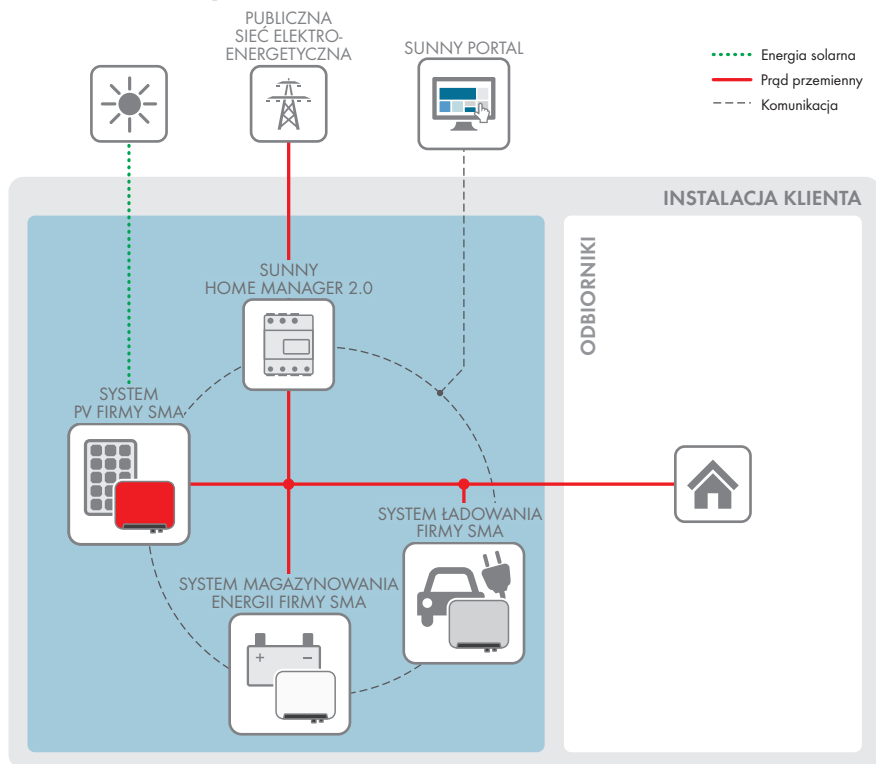 PUBLICZNA
SIEĆ ELEKTRO-
ENERGETYCZNA
SUNNY PORTAL
Energia solarna
Prąd przemienny
Komunikacja
INSTALACJA KLIENTA
ODBIORNIKI
SUNNY
HOME MANAGER 2.0
SYSTEM
PV FIRMY SMA
SYSTEM ŁADOWANIA
FIRMY SMA
SYSTEM MAGAZYNOWANIA
ENERGII FIRMY SMA